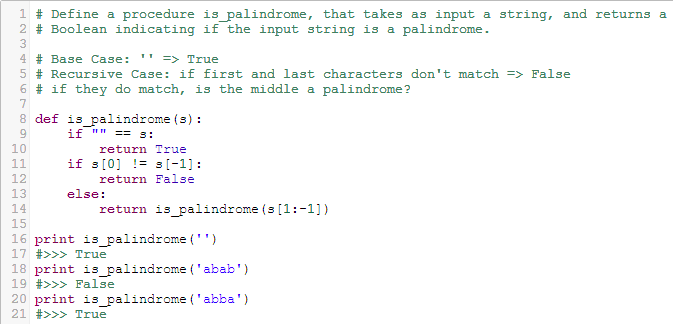 1 # Define a procedure is_palindrome, that takes as input a string, and returns a
2 # Boolean indicating if the input string is a palindrome.
3
4 # Base Case: '' => True
5 # Recursive Case: if first and last characters don't match => False
6 # if they do match, is the middle a palindrome?
7
8 def is_palindrome(s):
9     if "" == s:
10         return True
11     if s[0] != s[-1]:
12         return False
13     else:
14         return is_palindrome(s[1:-1])
15
16 print is_palindrome('')
17 #>>> True
18 print is_palindrome('abab')
19 #>>> False
20 print is_palindrome('abba')
21 #>>> True